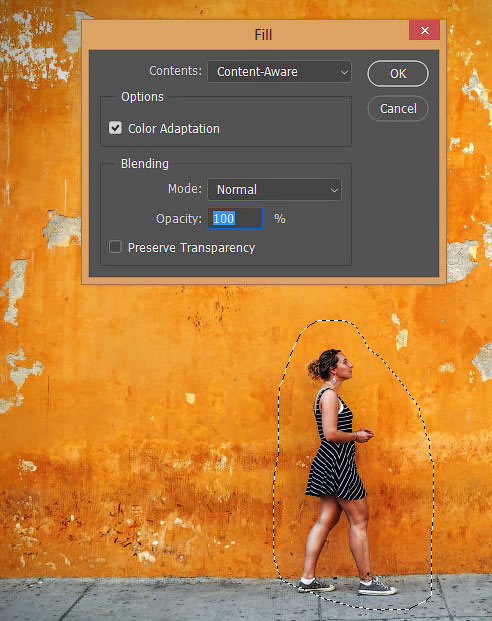 Fill
Contents: Content-Aware
OK
Options
Cancel
Color Adaptation
Blending
Mode: Normal
Opacity: 100 %
Preserve Transparency